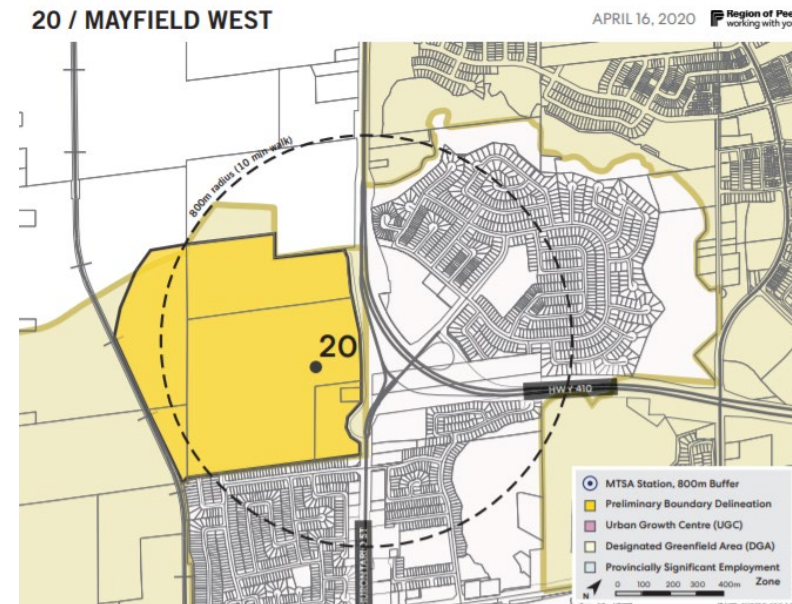 20 / MAYFIELD WEST
APRIL 16, 2020
Region of Pee
working with you
800m radius (10 min walk)
20
HWY 410
MTSA Station, 800m Buffer
Preliminary Boundary Delineation
Urban Growth Centre (UGC)
Designated Greenfield Area (DGA)
Provincially Significant Employment
Zone
N
0 100 200 300 400m